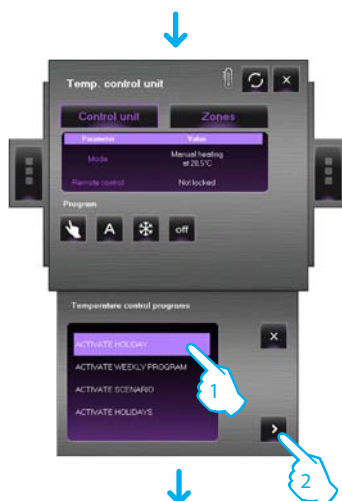 Temp. control unit
x
Control unit Zones
Parameter Value
Mode Manual heating
at 28.5°C
Remote control Not locked
Program
A off
Temperature control programs
x
ACTIVATE HOLIDAY
ACTIVATE WEEKLY PROGRAM
ACTIVATE SCENARIO
ACTIVATE HOLIDAYS
>
1
2